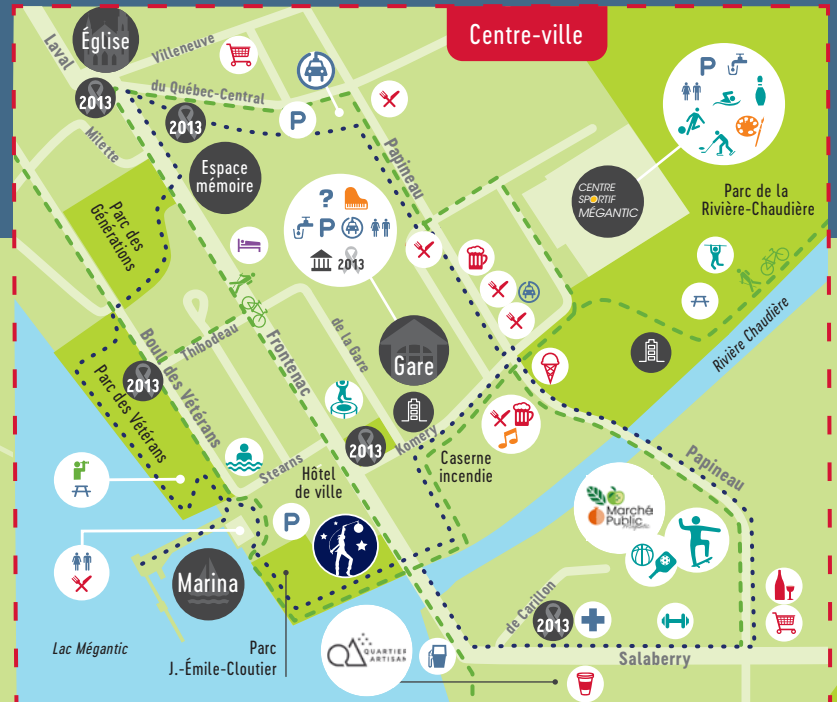 Centre-ville
Église
Laval
Villeneuve
du Québec-Central
2013
Milette
2013
P
Espace
mémoire
Papineau
P
CENTRE
SPORTIF
MÉGANTIC
Parc de la
Rivière-Chaudière
Parc des
Générations
?
P
2013
Boul. des Vétérans
Thibodeau
Frontenac
de la Gare
Gare
Rivière Chaudière
2013
Parc des Vétérans
2013
Komery
Stearns
Hôtel
de ville
Caserne
incendie
P
Papineau
Marché
Public
Marina
de Carillon
2013
Lac Mégantic
Parc
J.-Émile-Cloutier
QUARTIER
ARTISAN
Salaberry